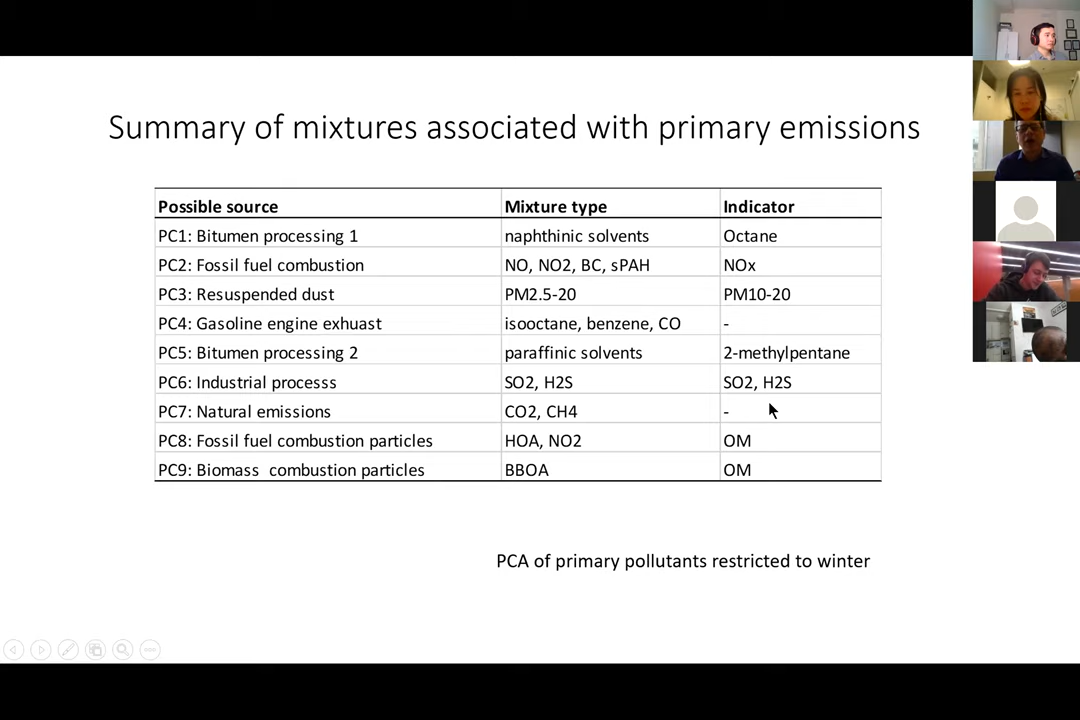 Summary of mixtures associated with primary emissions
Possible source Mixture type Indicator
PC1: Bitumen processing 1 naphthinic solvents Octane
PC2: Fossil fuel combustion NO, NO2, BC, sPAH NOx
PC3: Resuspended dust PM2.5-20 PM10-20
PC4: Gasoline engine exhuast isooctane, benzene, CO -
PC5: Bitumen processing 2 paraffinic solvents 2-methylpentane
PC6: Industrial processs SO2, H2S SO2, H2S
PC7: Natural emissions CO2, CH4 -
PC8: Fossil fuel combustion particles HOA, NO2 OM
PC9: Biomass combustion particles BBOA OM
PCA of primary pollutants restricted to winter